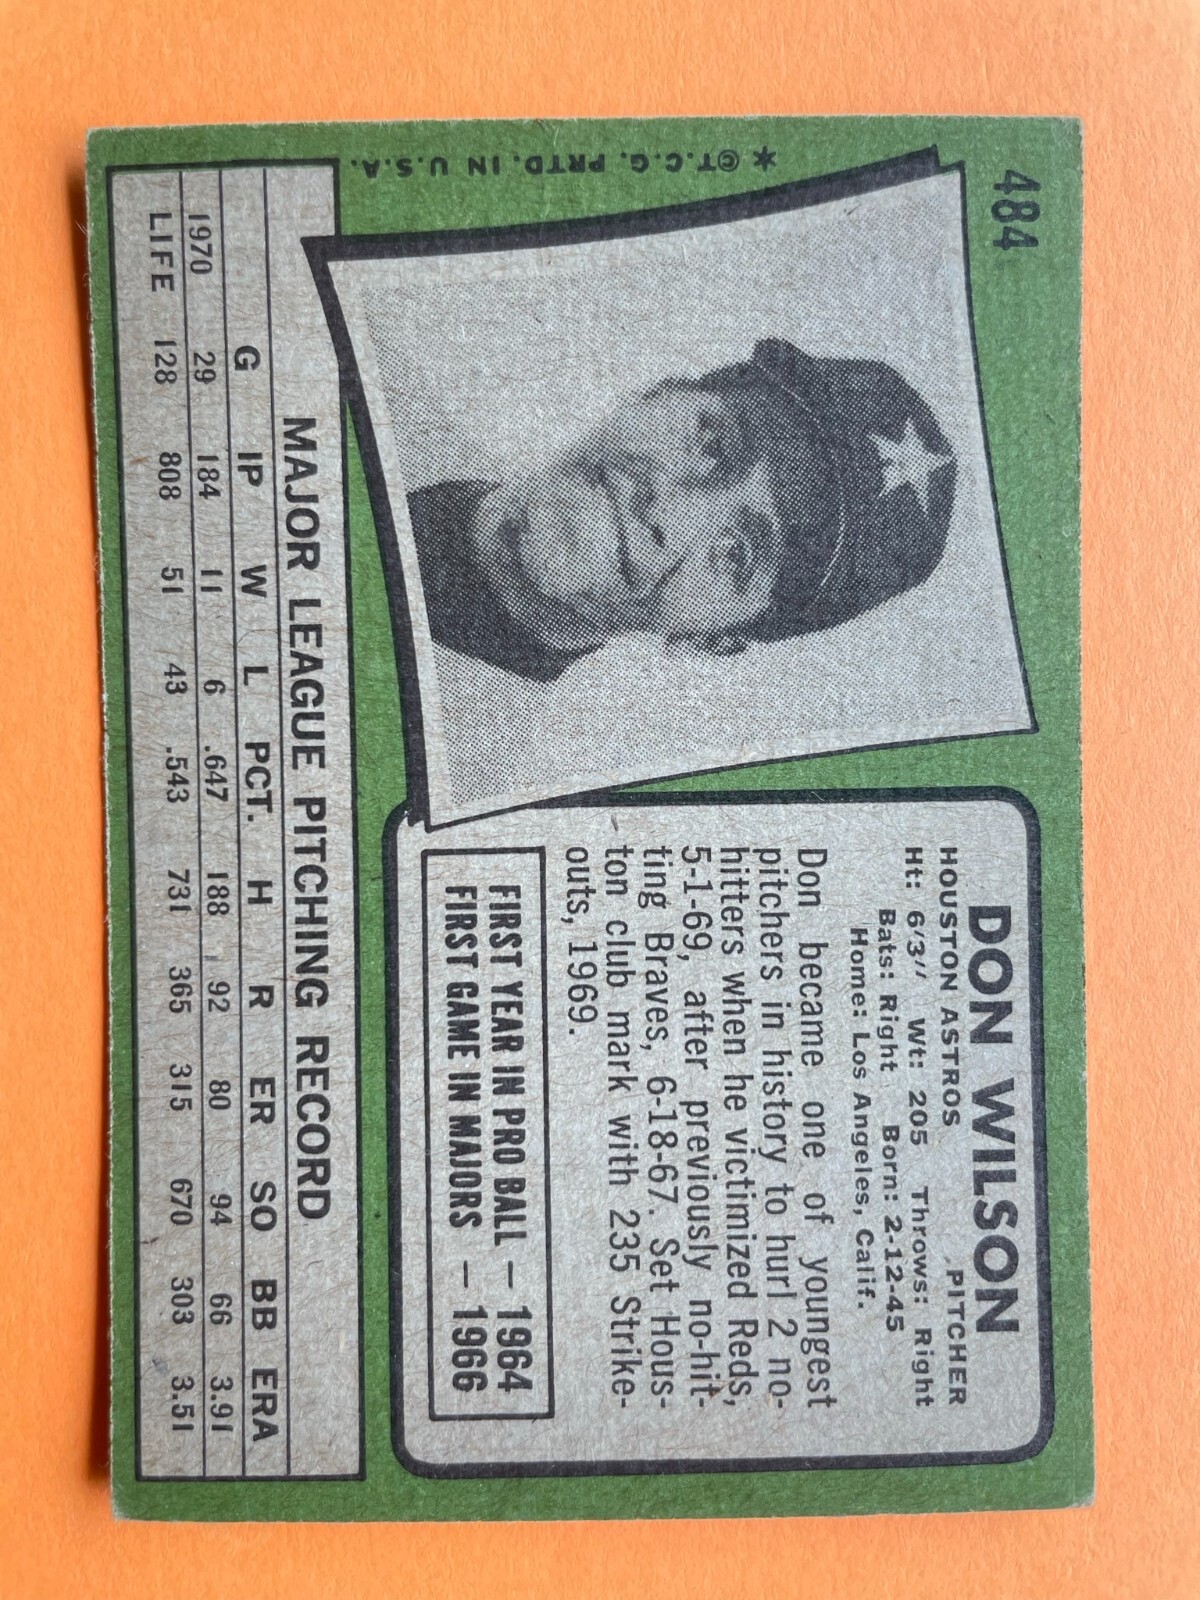 484
*©T.C.G. PRTD. IN U.S.A.
DON WILSON
HOUSTON ASTROS PITCHER
Ht: 6'3" Wt: 205 Throws: Right
Bats: Right Born: 2-12-45
Home: Los Angeles, Calif.
Don became one of youngest
pitchers in history to hurl 2 no-
hitters when he victimized Reds,
5-1-69, after previously no-hit-
ting Braves, 6-18-67. Set Hous-
ton club mark with 235 Strike-
outs, 1969.
FIRST YEAR IN PRO BALL — 1964
FIRST GAME IN MAJORS — 1966
MAJOR LEAGUE PITCHING RECORD
G IP W L PCT. H R ER SO BB ERA
1970 29 184 11 6 .647 188 92 80 94 66 3.91
LIFE 128 808 51 43 .543 731 365 315 670 303 3.51